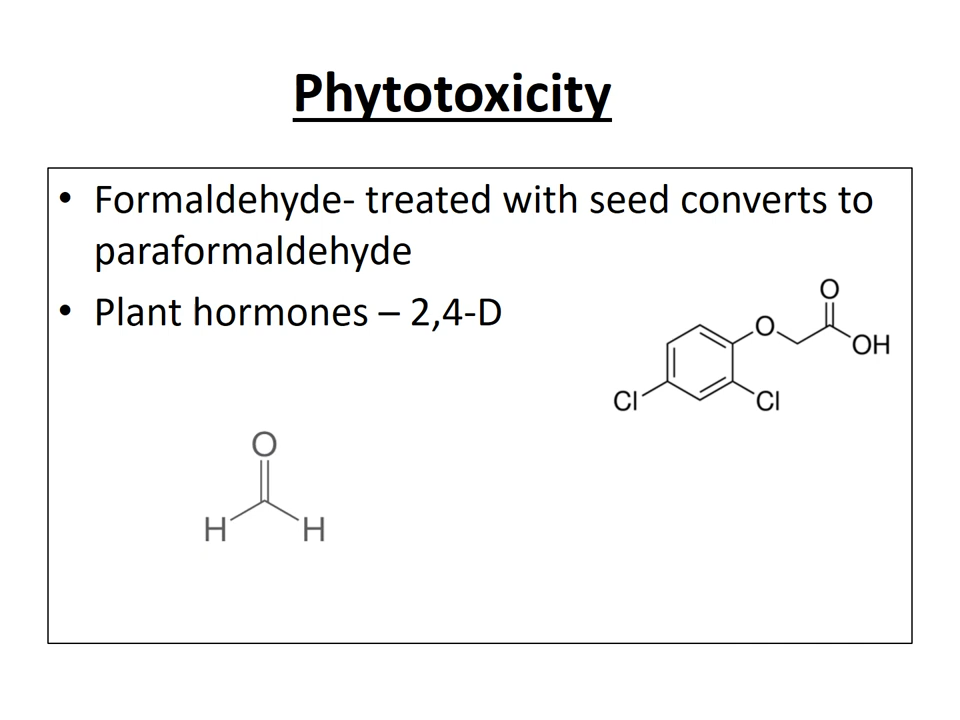 Phytotoxicity
• Formaldehyde- treated with seed converts to
paraformaldehyde
• Plant hormones – 2,4-D
O
O
OH
Cl
Cl
O
H
H